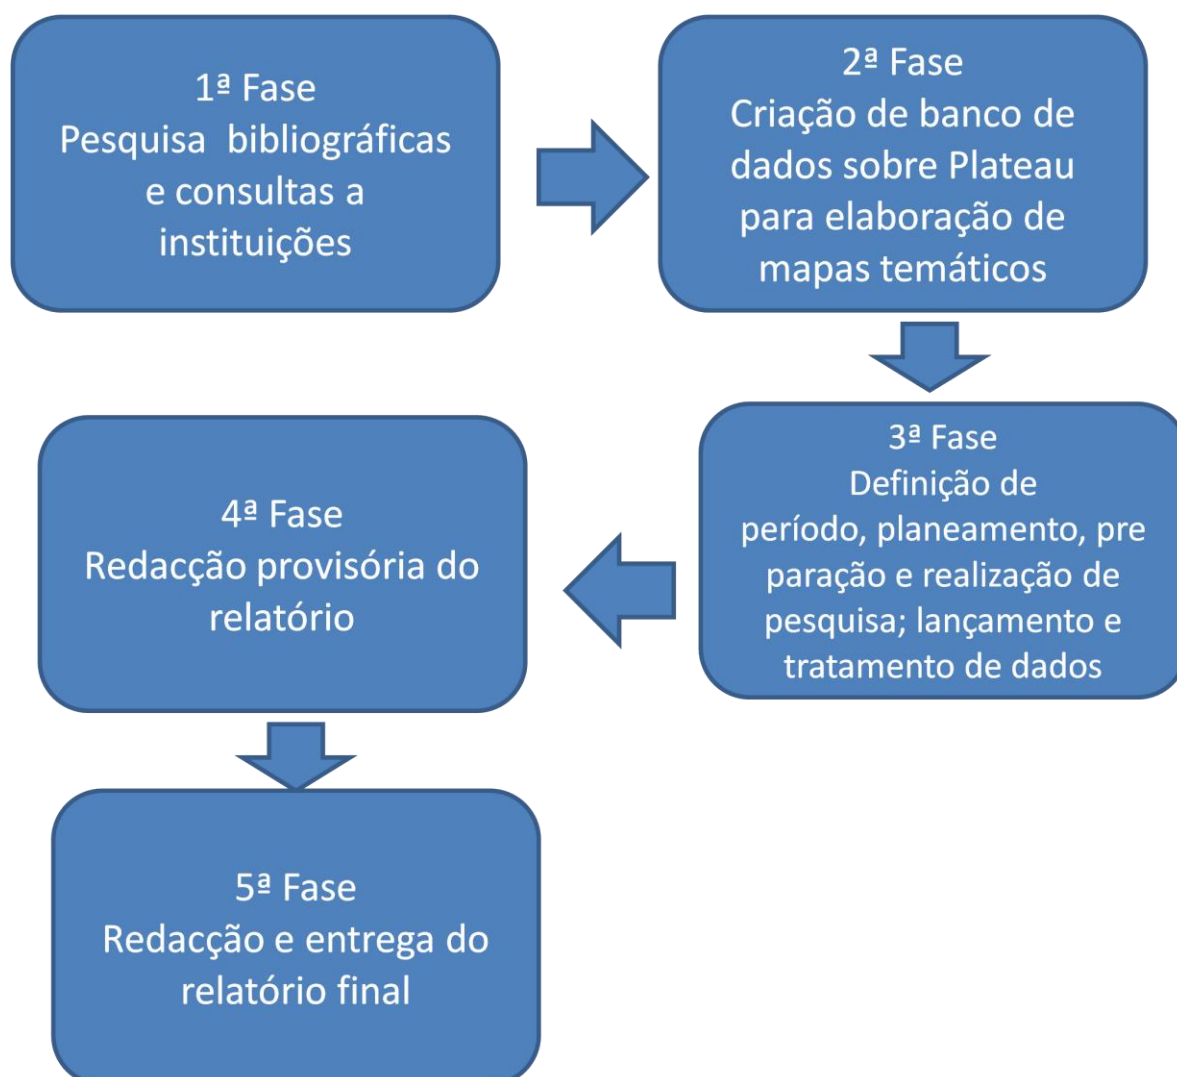 1ª Fase
Pesquisa  bibliográficas
e consultas a
instituições
2ª Fase
Criação de banco de
dados sobre Plateau
para elaboração de
mapas temáticos
3ª Fase
Definição de
período, planeamento, pre
paração e realização de
pesquisa; lançamento e
tratamento de dados
4ª Fase
Redacção provisória do
relatório
5ª Fase
Redacção e entrega do
relatório final